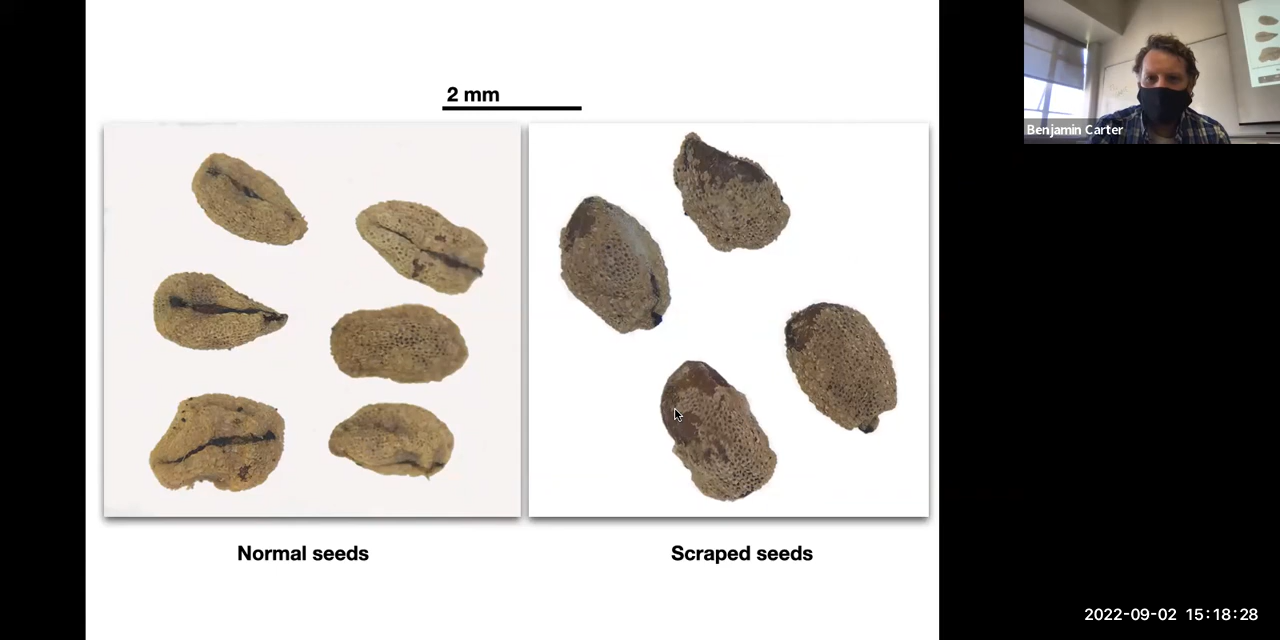 2 mm
Benjamin Carter
Normal seeds
Scraped seeds
2022-09-02 15:18:28